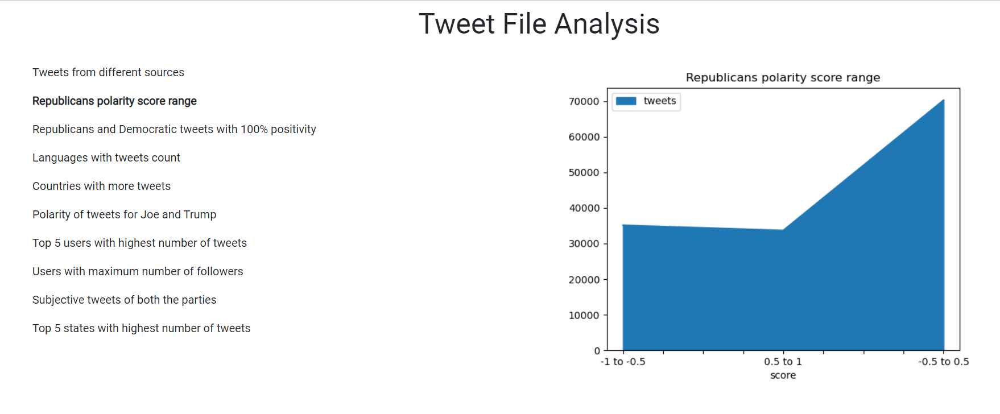 Tweet File Analysis
Tweets from different sources
Republicans polarity score range
Republicans and Democratic tweets with 100% positivity
Languages with tweets count
Countries with more tweets
Polarity of tweets for Joe and Trump
Top 5 users with highest number of tweets
Users with maximum number of followers
Subjective tweets of both the parties
Top 5 states with highest number of tweets
Republicans polarity score range
tweets
70000
60000
50000
40000
30000
20000
10000
0
-1 to -0.5 0.5 to 1 -0.5 to 0.5
score